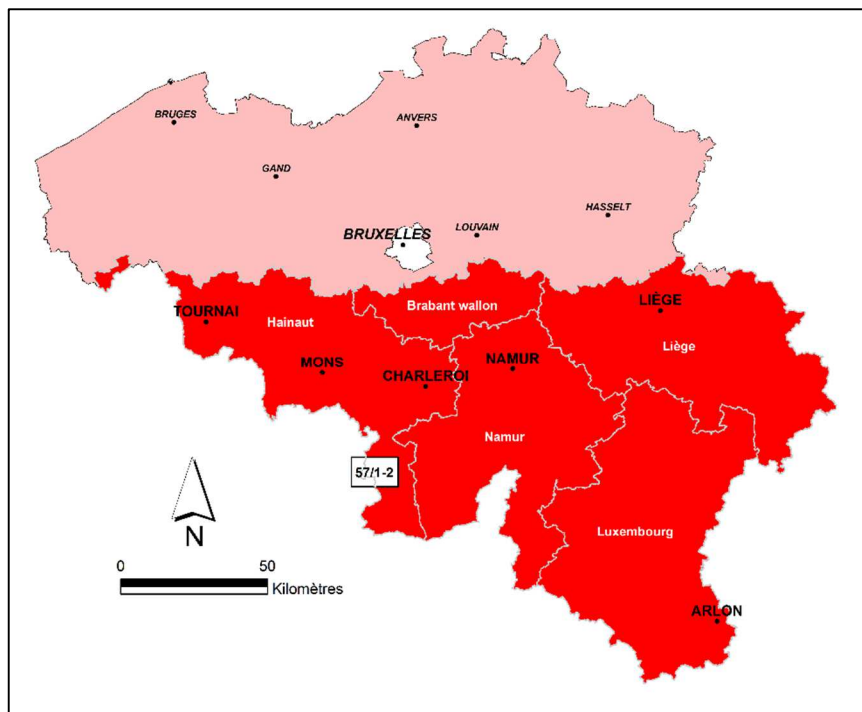 BRUGES
ANVERS
GAND
HASSELT
BRUXELLES
LOUVAIN
TOURNAI
Hainaut
Brabant wallon
LIÈGE
Liège
MONS
CHARLEROI
NAMUR
Namur
57/1-2
N
Luxembourg
0 50
Kilomètres
ARLON